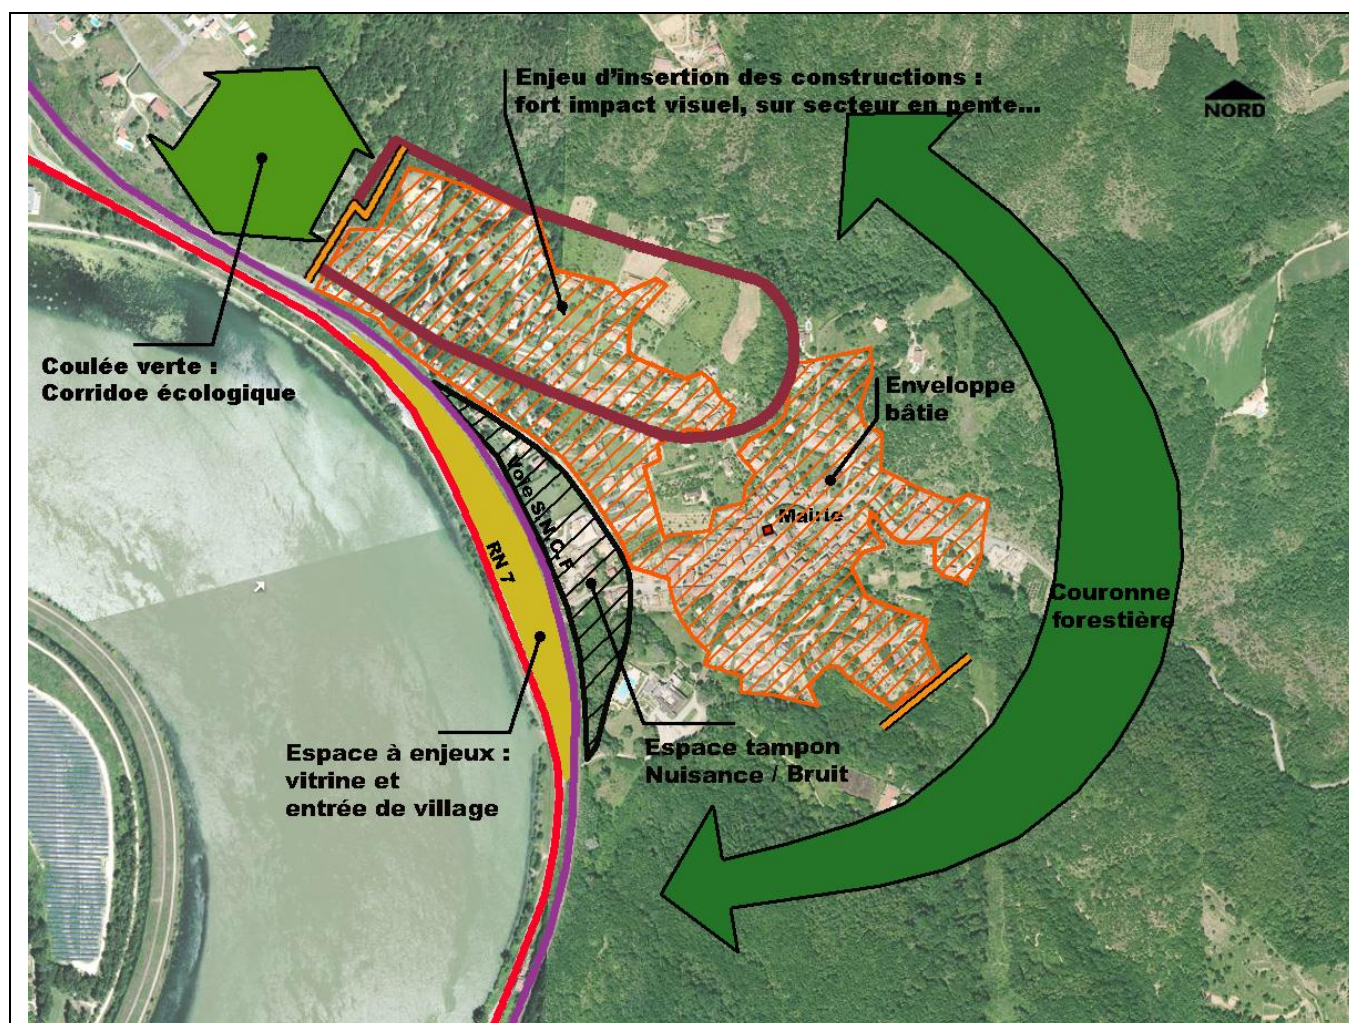 Enjeu d'insertion des constructions :
fort impact visuel, sur secteur en pente...
NORD
Coulée verte :
Corridoe écologique
Enveloppe
bâtie
Voie S.N.C.F
Mairie
RN 7
Couronne
forestière
Espace à enjeux :
vitrine et
entrée de village
Espace tampon
Nuisance / Bruit